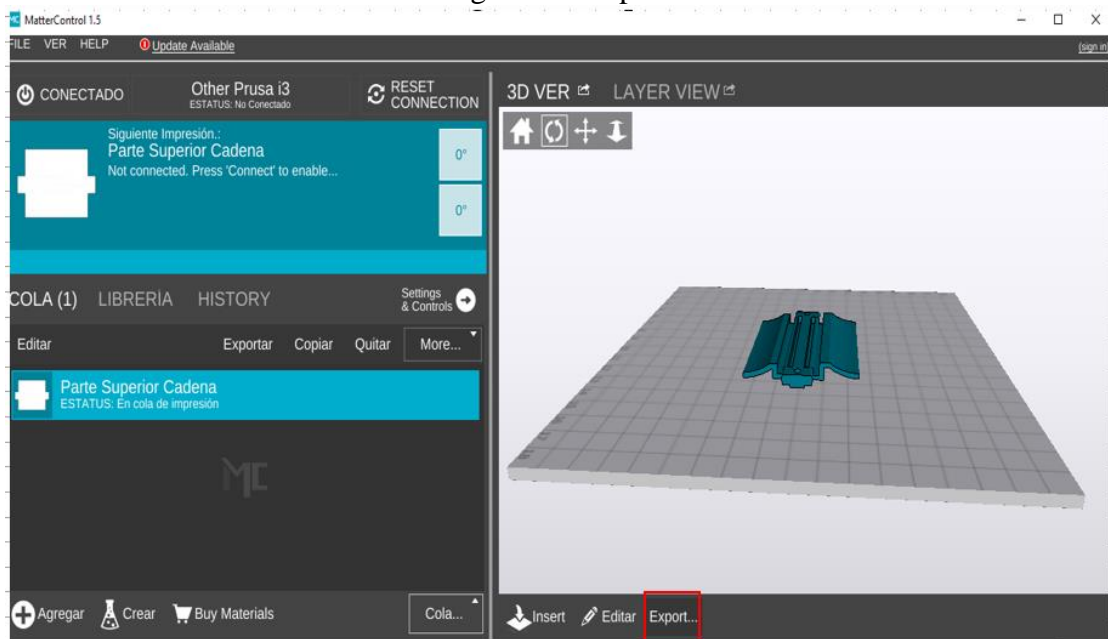 MatterControl 1.5
FILE VER HELP Update Available
(sign in)
CONECTADO
Other Prusa i3
ESTATUS: No Conectado
RESET
CONNECTION
Siguiente Impresión.:
Parte Superior Cadena
Not connected. Press 'Connect' to enable...
0°
0°
COLA (1) LIBRERÍA HISTORY
Settings
& Controls
Editar Exportar Copiar Quitar More...
Parte Superior Cadena
ESTATUS: En cola de impresión
MC
Agregar Crear Buy Materials Cola...
3D VER LAYER VIEW
Insert Editar Export...